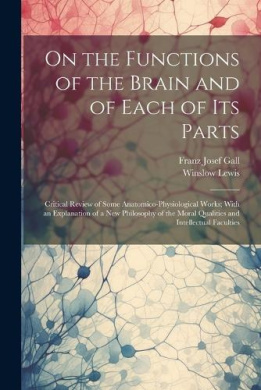 On the Functions
of the Brain and
of Each of Its
Parts
Franz Josef Gall
Winslow Lewis
Critical Review of Some Anatomico-Physiological Works; With
an Explanation of a New Philosophy of the Moral Qualities and
Intellectual Faculties